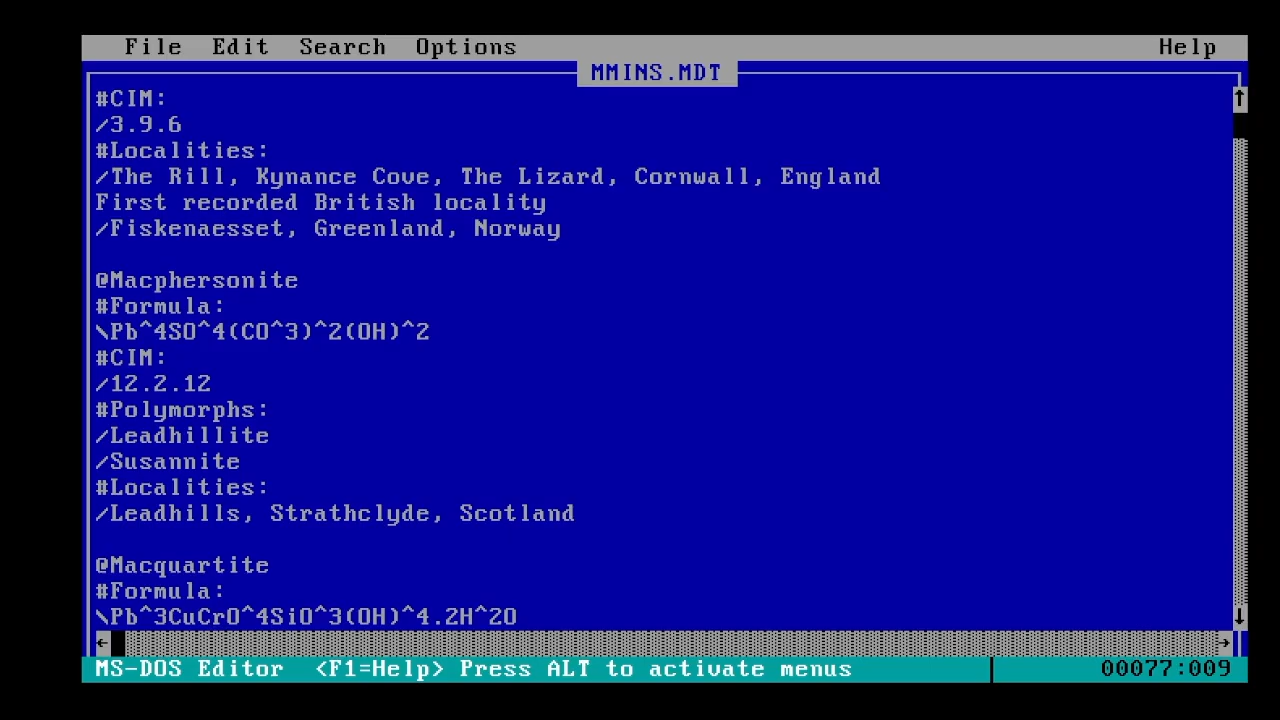 File Edit Search Options Help
MMINS.MDT
#CIM:
/3.9.6
#Localities:
/The Rill, Kynance Cove, The Lizard, Cornwall, England
First recorded British locality
/Fiskenaesset, Greenland, Norway
@Macphersonite
#Formula:
\Pb^4SO^4(CO^3)^2(OH)^2
#CIM:
/12.2.12
#Polymorphs:
/Leadhillite
/Susannite
#Localities:
/Leadhills, Strathclyde, Scotland
@Macquartite
#Formula:
\Pb^3CuCrO^4SiO^3(OH)^4.2H^2O
MS-DOS Editor <F1=Help> Press ALT to activate menus 00077:009